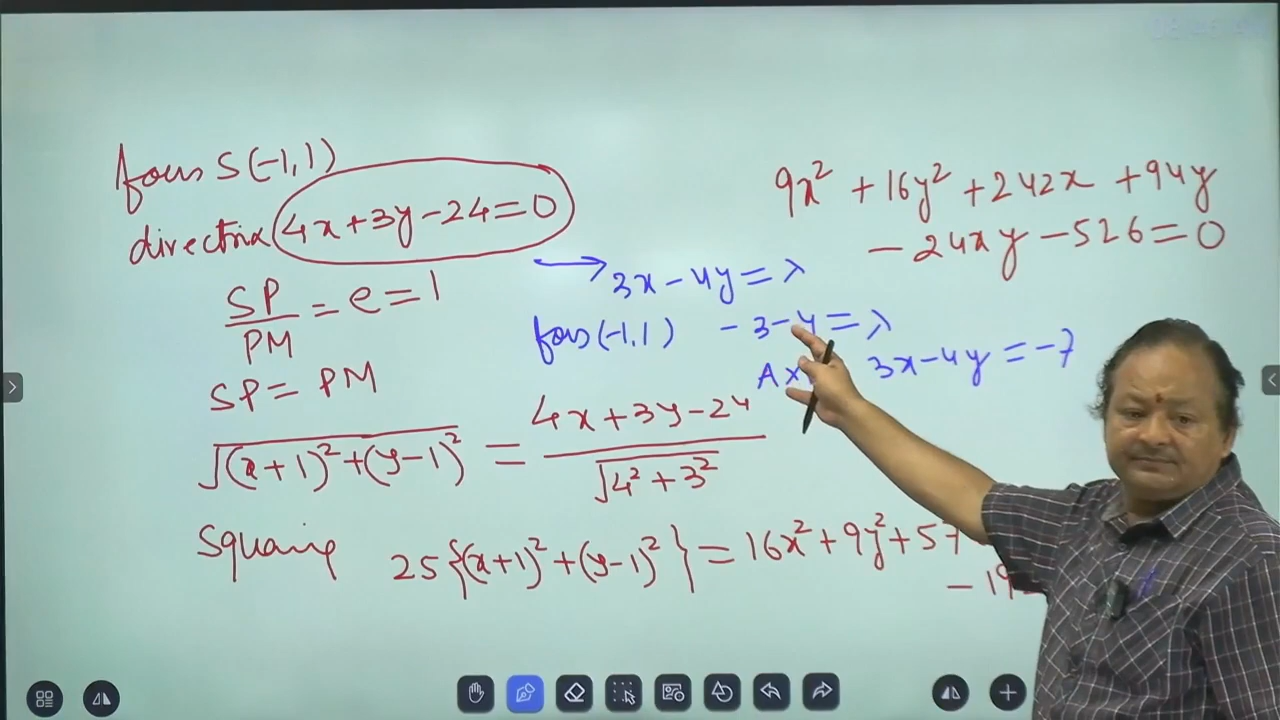 focus S(-1,1)
directrix 4x+3y-24=0
SP/PM = e = 1
SP = PM
√((x+1)²+(y-1)²) = (4x+3y-24)/√(4²+3²)
Squaring 25{(x+1)²+(y-1)²} = 16x²+9y²+57
- 19
→ 3x-4y=λ
focus(-1,1) -3-4=λ
Ax 3x-4y=-7
9x²+16y²+242x+94y
-24xy-526=0